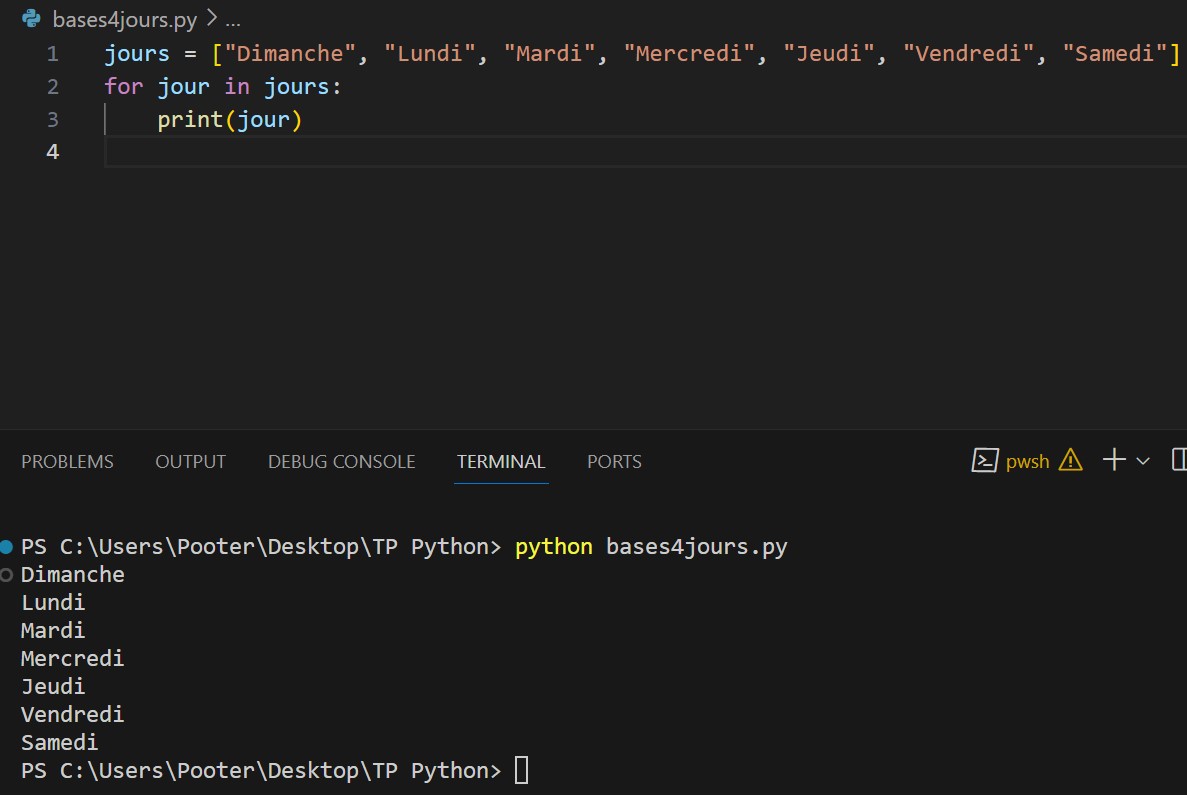 bases4jours.py > ...
1 jours = ["Dimanche", "Lundi", "Mardi", "Mercredi", "Jeudi", "Vendredi", "Samedi"]
2 for jour in jours:
3     print(jour)
4
PROBLEMS OUTPUT DEBUG CONSOLE TERMINAL PORTS pwsh
PS C:\Users\Pooter\Desktop\TP Python> python bases4jours.py
Dimanche
Lundi
Mardi
Mercredi
Jeudi
Vendredi
Samedi
PS C:\Users\Pooter\Desktop\TP Python>